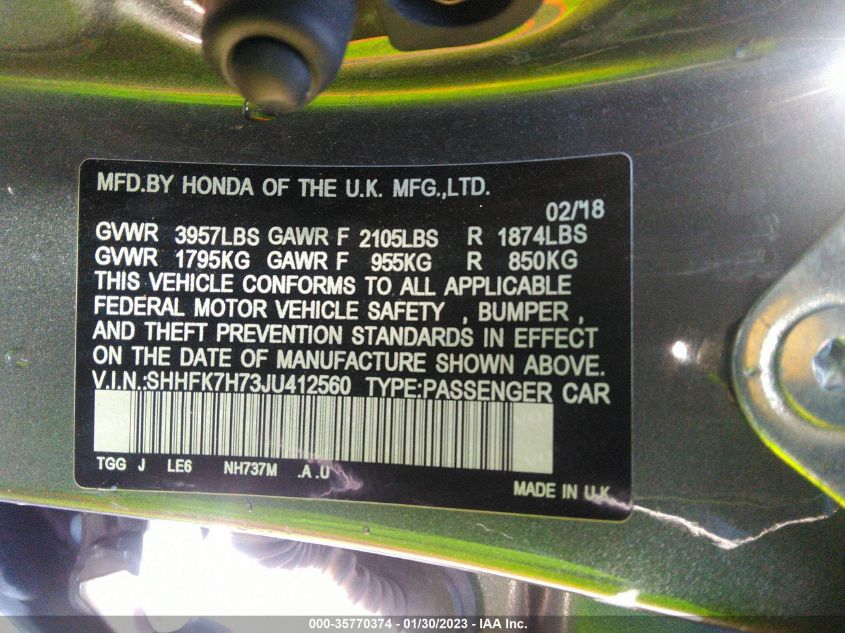 MFD.BY HONDA OF THE U.K. MFG.,LTD.
02/18
GVWR 3957LBS GAWR F 2105LBS R 1874LBS
GVWR 1795KG GAWR F 955KG R 850KG
THIS VEHICLE CONFORMS TO ALL APPLICABLE
FEDERAL MOTOR VEHICLE SAFETY , BUMPER ,
AND THEFT PREVENTION STANDARDS IN EFFECT
ON THE DATE OF MANUFACTURE SHOWN ABOVE.
V.I.N.:SHHFK7H73JU412560 TYPE:PASSENGER CAR
TGG J LE6 NH737M .A.U
MADE IN U.K
000-35770374 - 01/30/2023 - IAA Inc.